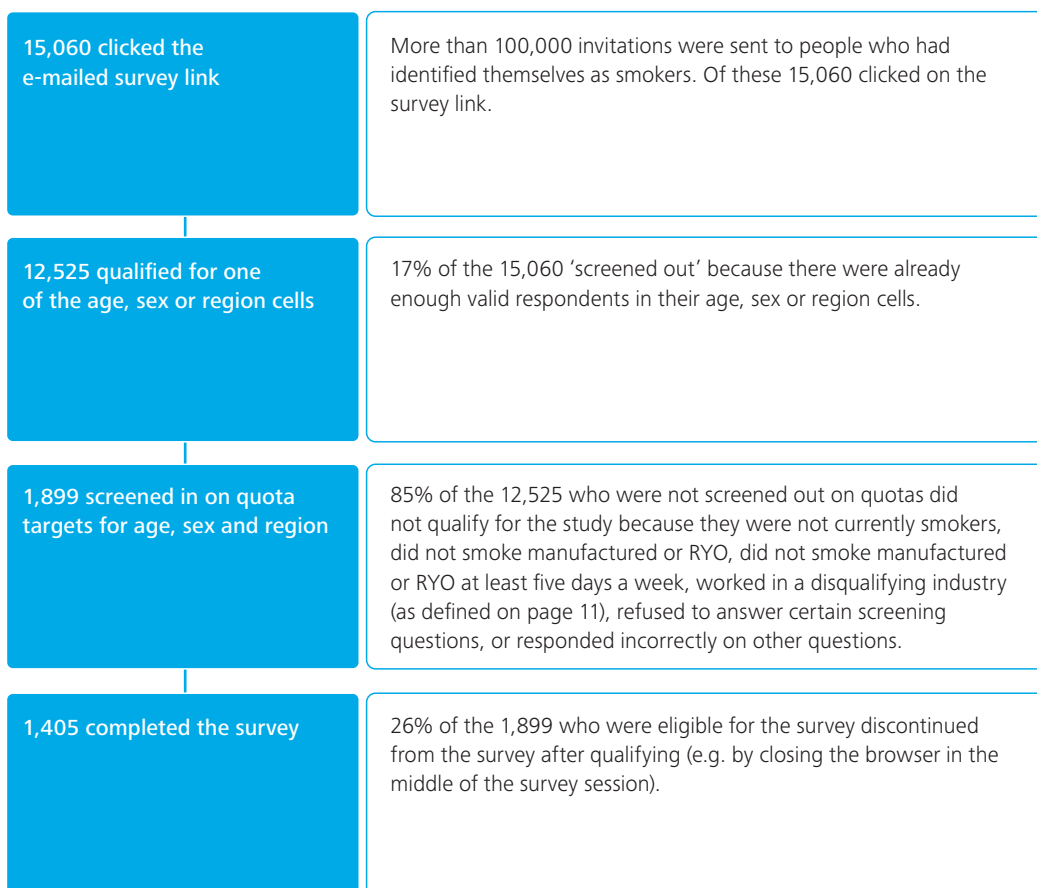 15,060 clicked the
e-mailed survey link
More than 100,000 invitations were sent to people who had
identified themselves as smokers. Of these 15,060 clicked on the
survey link.
12,525 qualified for one
of the age, sex or region cells
17% of the 15,060 ‘screened out’ because there were already
enough valid respondents in their age, sex or region cells.
1,899 screened in on quota
targets for age, sex and region
85% of the 12,525 who were not screened out on quotas did
not qualify for the study because they were not currently smokers,
did not smoke manufactured or RYO, did not smoke manufactured
or RYO at least five days a week, worked in a disqualifying industry
(as defined on page 11), refused to answer certain screening
questions, or responded incorrectly on other questions.
1,405 completed the survey
26% of the 1,899 who were eligible for the survey discontinued
from the survey after qualifying (e.g. by closing the browser in the
middle of the survey session).